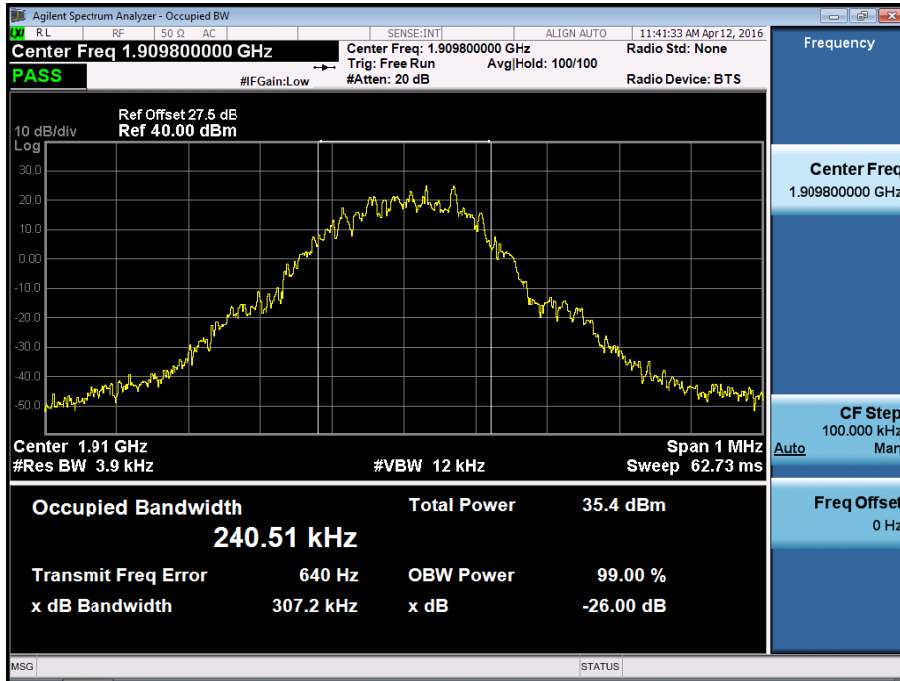 Agilent Spectrum Analyzer - Occupied BW
LXI RL RF 50 Ω AC SENSE:INT ALIGN AUTO 11:41:33 AM Apr 12, 2016
Center Freq 1.909800000 GHz
Center Freq: 1.909800000 GHz
Radio Std: None
Trig: Free Run Avg|Hold: 100/100
PASS
#IFGain:Low
#Atten: 20 dB
Radio Device: BTS
Ref Offset 27.5 dB
10 dB/div Ref 40.00 dBm
Log
30.0
20.0
10.0
0.00
-10.0
-20.0
-30.0
-40.0
-50.0
Center 1.91 GHz Span 1 MHz
#Res BW 3.9 kHz #VBW 12 kHz Sweep 62.73 ms
Occupied Bandwidth Total Power 35.4 dBm
240.51 kHz
Transmit Freq Error 640 Hz OBW Power 99.00 %
x dB Bandwidth 307.2 kHz x dB -26.00 dB
MSG STATUS
Frequency
Center Freq
1.909800000 GHz
CF Step
100.000 kHz
Auto Man
Freq Offset
0 Hz